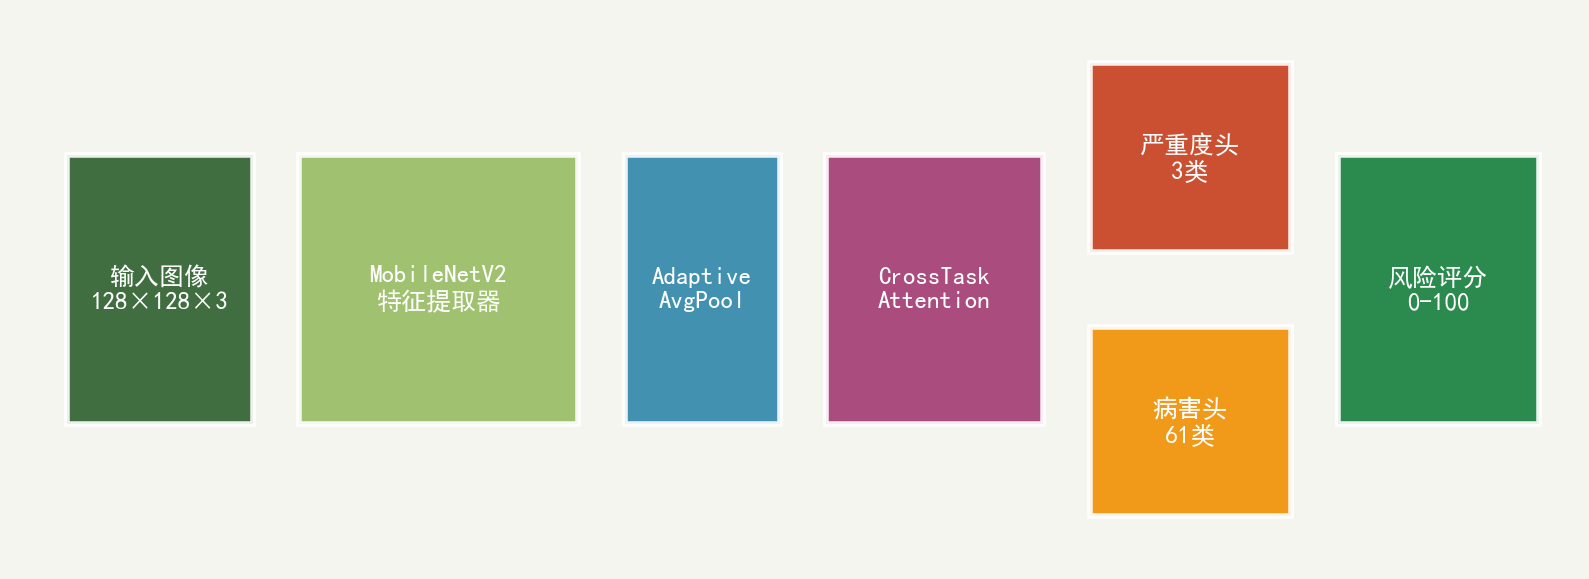 输入图像
128×128×3
MobileNetV2
特征提取器
Adaptive
AvgPool
CrossTask
Attention
严重度头
3类
病害头
61类
风险评分
0-100